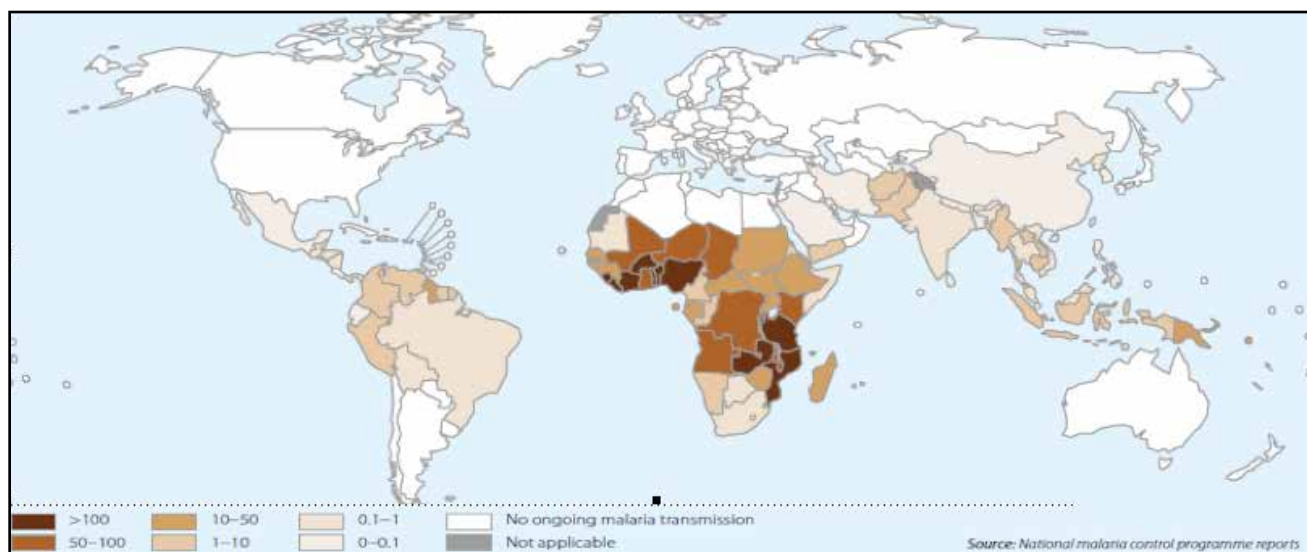 >100 10–50 0.1–1 No ongoing malaria transmission
50–100 1–10 0–0.1 Not applicable
Source: National malaria control programme reports